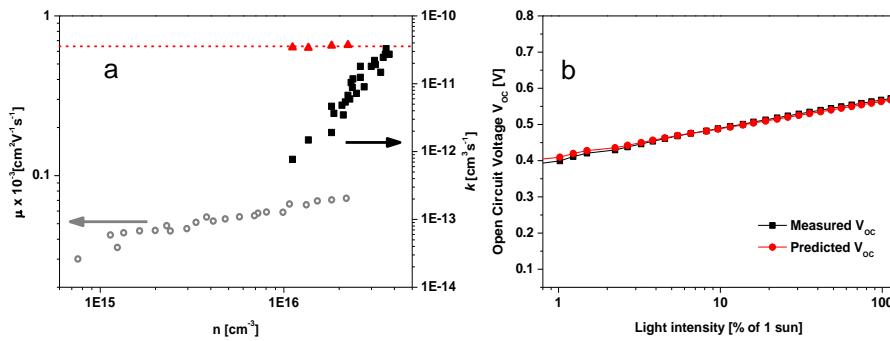 a
1
0.1
μ x10⁻³[cm²V⁻¹s⁻¹]
1E15
1E16
n [cm⁻³]
1E-10
1E-11
1E-12
1E-13
1E-14
k [cm³s⁻¹]
b
0.8
0.7
0.6
0.5
0.4
0.3
0.2
0.1
Open Circuit Voltage V_OC [V]
Measured V_OC
Predicted V_OC
1
10
100
Light intensity [% of 1 sun]